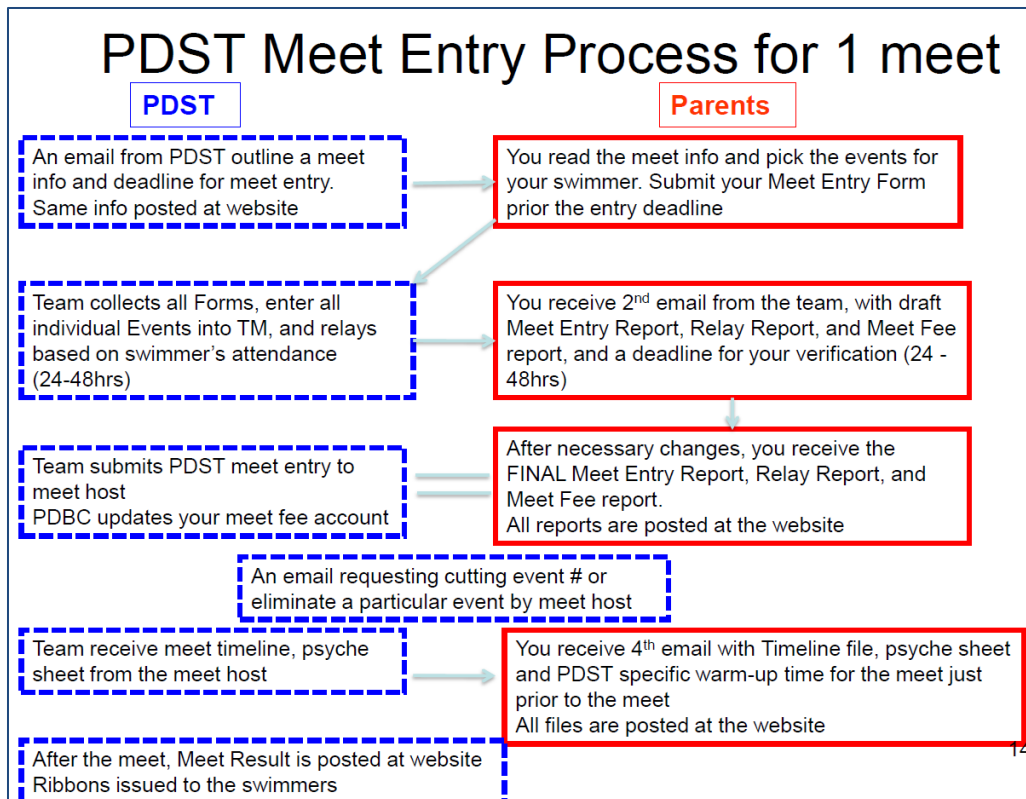 PDST Meet Entry Process for 1 meet
PDST
Parents
An email from PDST outline a meet
info and deadline for meet entry.
Same info posted at website
You read the meet info and pick the events for
your swimmer. Submit your Meet Entry Form
prior the entry deadline
Team collects all Forms, enter all
individual Events into TM, and relays
based on swimmer's attendance
(24-48hrs)
You receive 2nd email from the team, with draft
Meet Entry Report, Relay Report, and Meet Fee
report, and a deadline for your verification (24 -
48hrs)
Team submits PDST meet entry to
meet host
PDBC updates your meet fee account
After necessary changes, you receive the
FINAL Meet Entry Report, Relay Report, and
Meet Fee report.
All reports are posted at the website
An email requesting cutting event # or
eliminate a particular event by meet host
Team receive meet timeline, psyche
sheet from the meet host
You receive 4th email with Timeline file, psyche sheet
and PDST specific warm-up time for the meet just
prior to the meet
All files are posted at the website
After the meet, Meet Result is posted at website
Ribbons issued to the swimmers
14